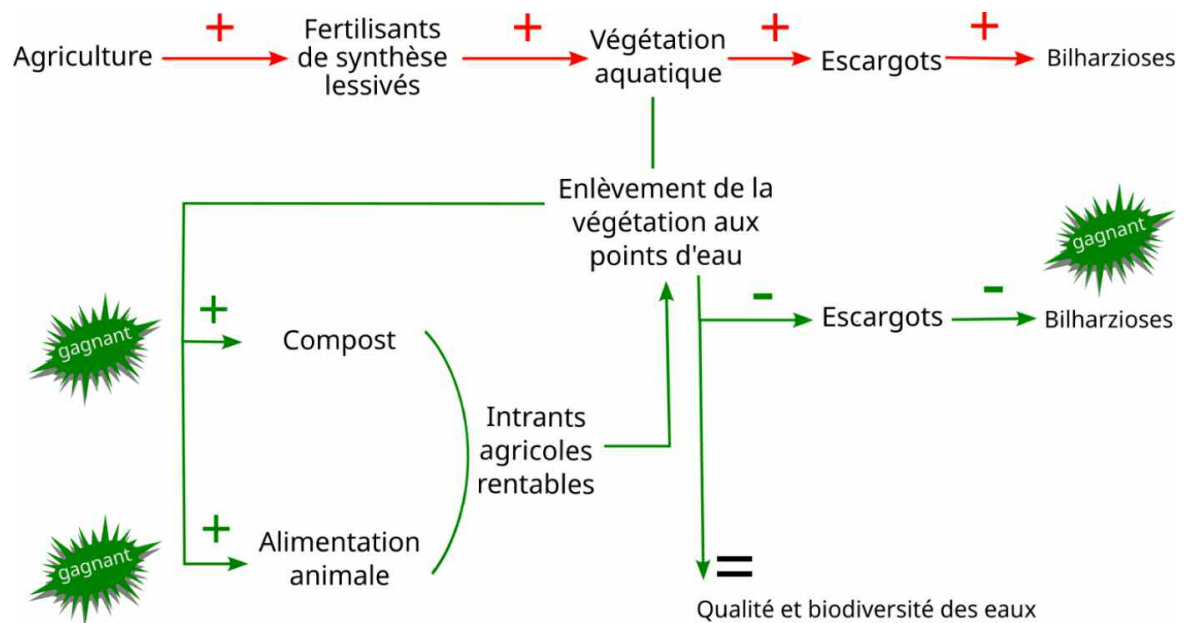 Agriculture
+
Fertilisants
de synthèse
lessivés
+
Végétation
aquatique
+
Escargots
+
Bilharzioses
Enlèvement de la
végétation aux
points d'eau
gagnant
-
Escargots
-
Bilharzioses
gagnant
+
Compost
Intrants
agricoles
rentables
gagnant
+
Alimentation
animale
=
Qualité et biodiversité des eaux